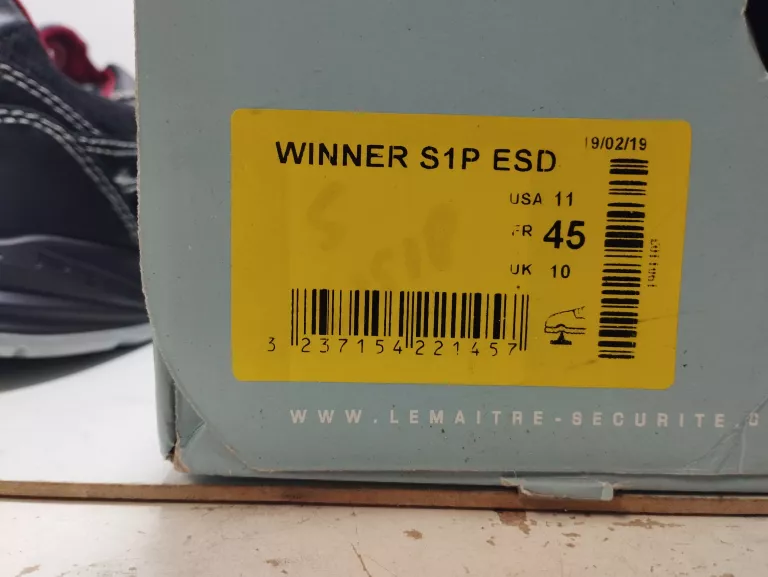 WINNER S1P ESD
19/02/19
USA 11
FR 45
UK 10
3 237154 221457
WWW.LEMAITRE-SECURITE.